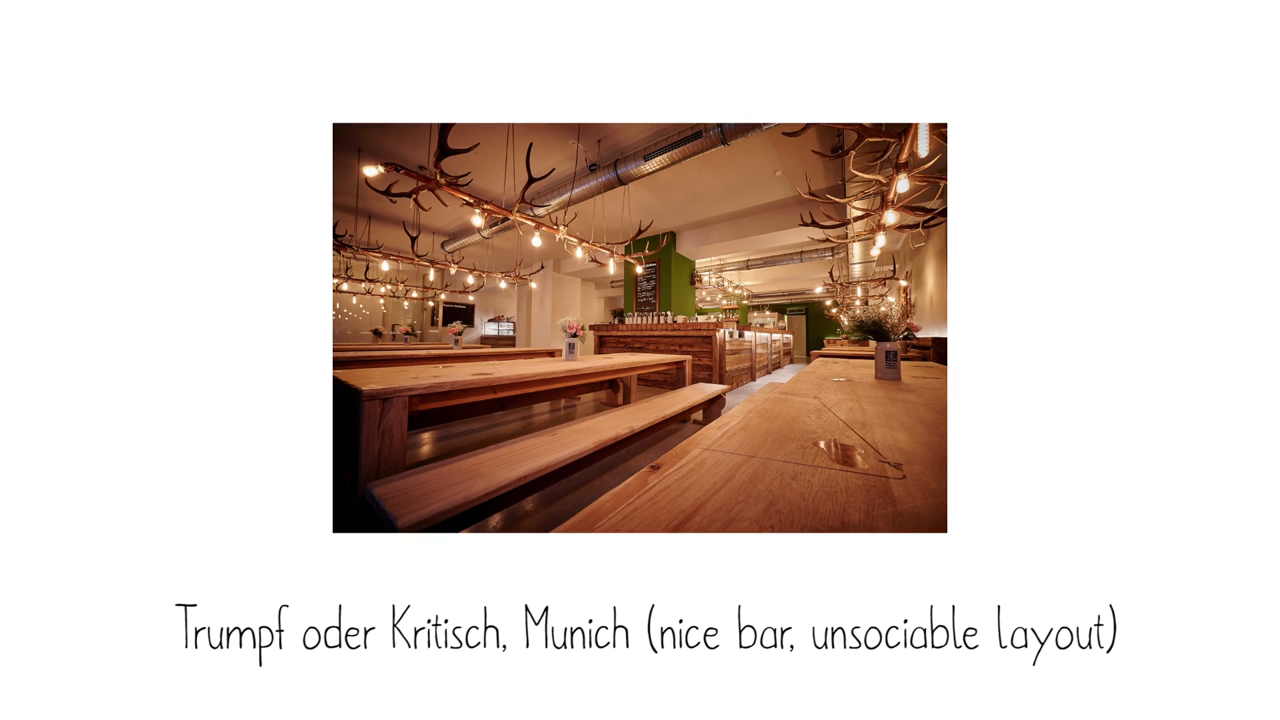 Trumpf oder Kritisch, Munich (nice bar, unsociable layout)